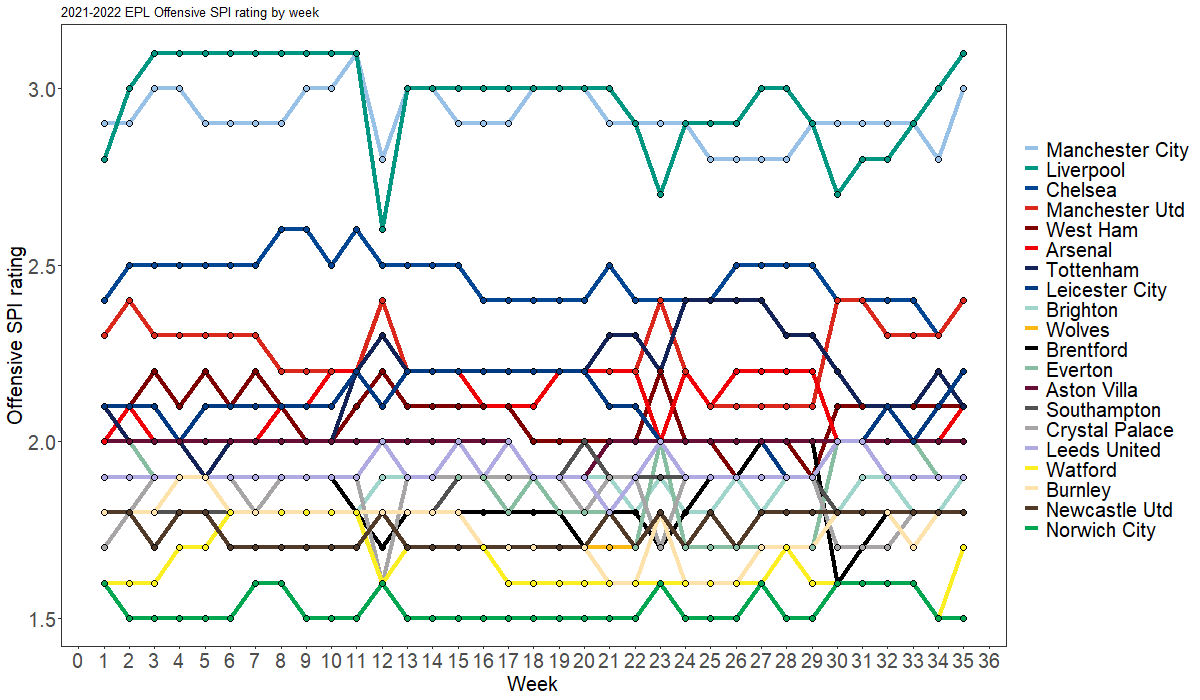 2021-2022 EPL Offensive SPI rating by week
Offensive SPI rating
3.0
2.5
2.0
1.5
0 1 2 3 4 5 6 7 8 9 10 11 12 13 14 15 16 17 18 19 20 21 22 23 24 25 26 27 28 29 30 31 32 33 34 35 36
Week
Manchester City
Liverpool
Chelsea
Manchester Utd
West Ham
Arsenal
Tottenham
Leicester City
Brighton
Wolves
Brentford
Everton
Aston Villa
Southampton
Crystal Palace
Leeds United
Watford
Burnley
Newcastle Utd
Norwich City